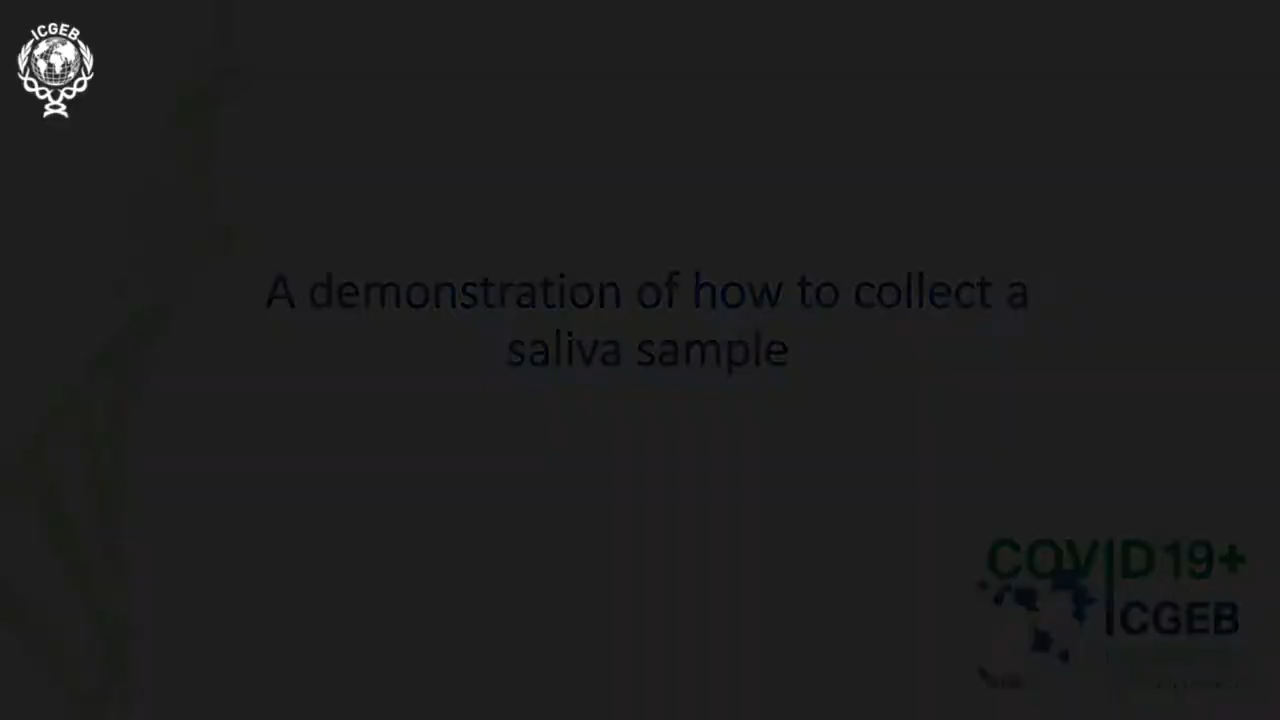 ICGEB
A demonstration of how to collect a
saliva sample
COVID19+
ICGEB